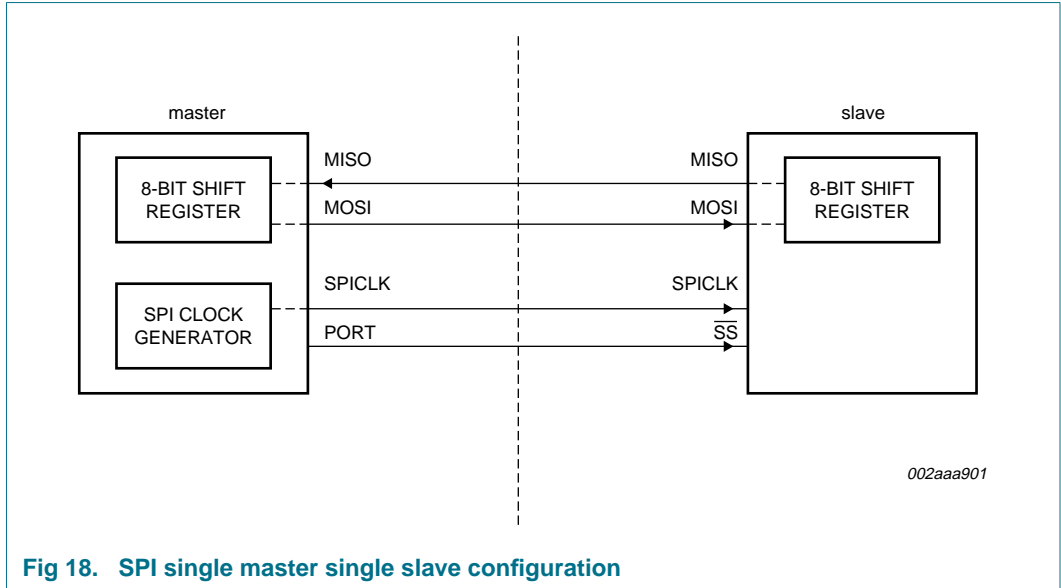 master
slave
MISO
MISO
8-BIT SHIFT
REGISTER
8-BIT SHIFT
REGISTER
MOSI
MOSI
SPICLK
SPICLK
SPI CLOCK
GENERATOR
PORT
S̅S̅
002aaa901
Fig 18. SPI single master single slave configuration